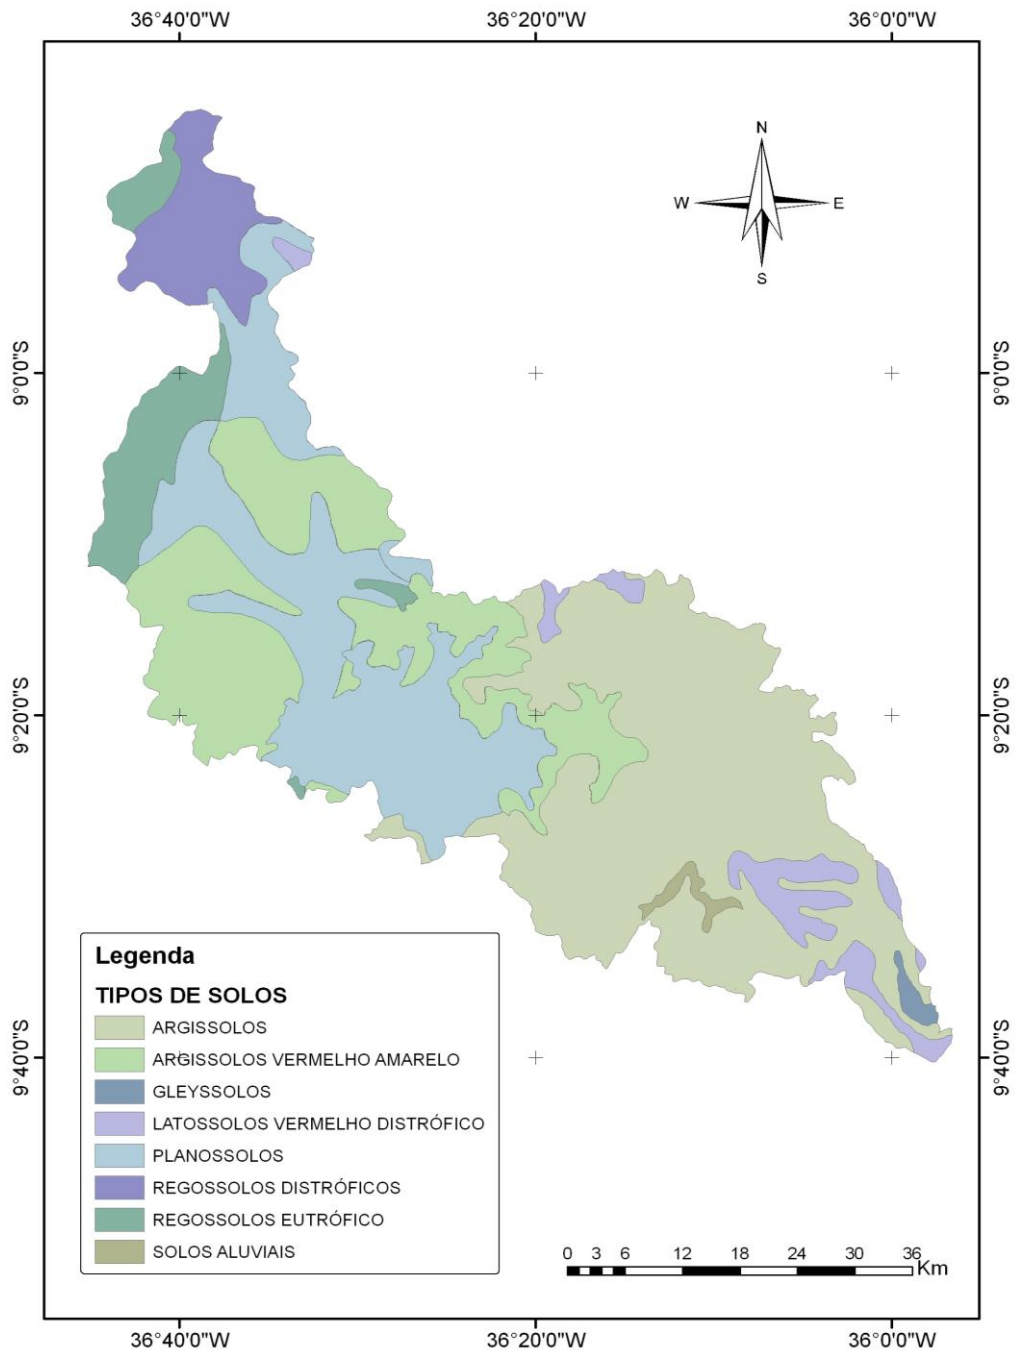 36°40'0"W 36°20'0"W 36°0'0"W
N
W E
S
9°0'0"S 9°0'0"S
9°20'0"S 9°20'0"S
9°40'0"S 9°40'0"S
Legenda
TIPOS DE SOLOS
ARGISSOLOS
ARGISSOLOS VERMELHO AMARELO
GLEYSSOLOS
LATOSSOLOS VERMELHO DISTRÓFICO
PLANOSSOLOS
REGOSSOLOS DISTRÓFICOS
REGOSSOLOS EUTRÓFICO
SOLOS ALUVIAIS
0 3 6 12 18 24 30 36
Km
36°40'0"W 36°20'0"W 36°0'0"W